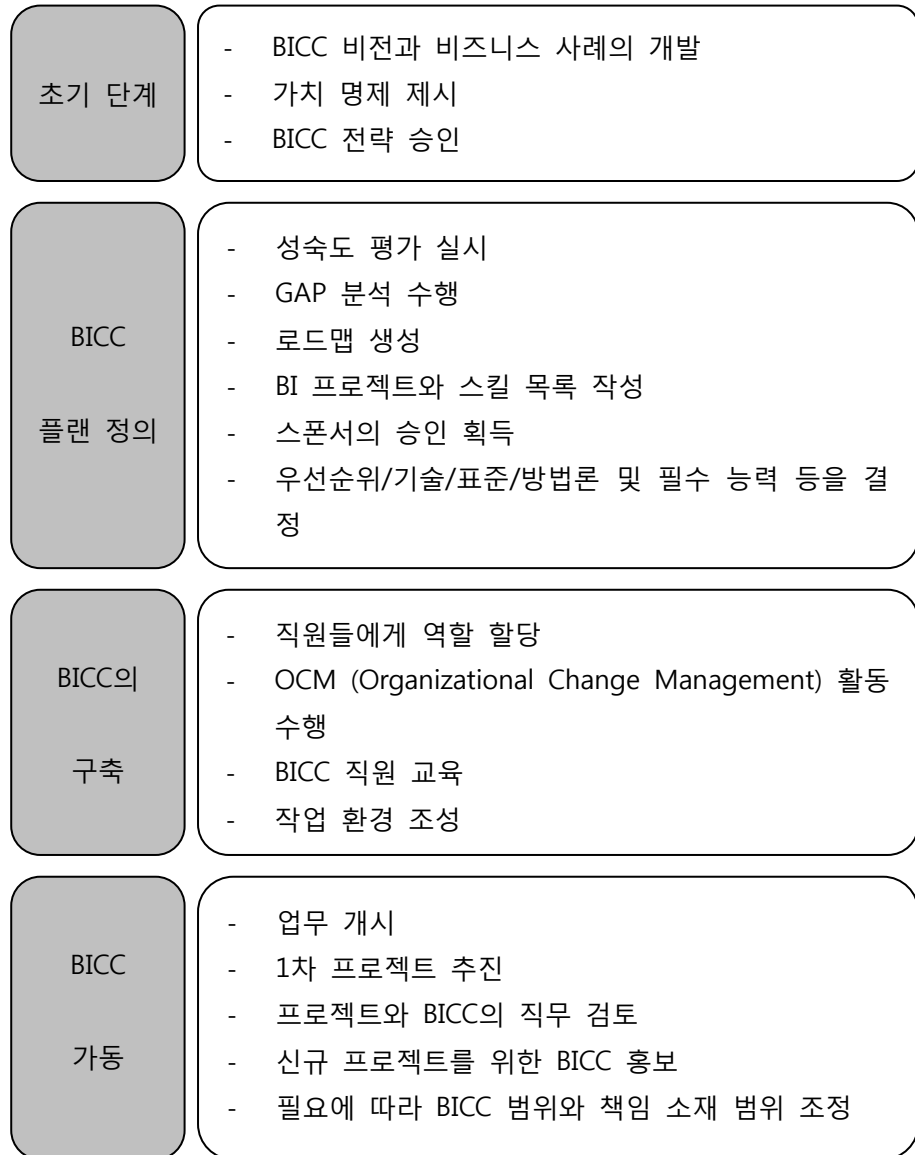 초기 단계
- BICC 비전과 비즈니스 사례의 개발
- 가치 명제 제시
- BICC 전략 승인
BICC
플랜 정의
- 성숙도 평가 실시
- GAP 분석 수행
- 로드맵 생성
- BI 프로젝트와 스킬 목록 작성
- 스폰서의 승인 획득
- 우선순위/기술/표준/방법론 및 필수 능력 등을 결
정
BICC의
구축
- 직원들에게 역할 할당
- OCM (Organizational Change Management) 활동
수행
- BICC 직원 교육
- 작업 환경 조성
BICC
가동
- 업무 개시
- 1차 프로젝트 추진
- 프로젝트와 BICC의 직무 검토
- 신규 프로젝트를 위한 BICC 홍보
- 필요에 따라 BICC 범위와 책임 소재 범위 조정